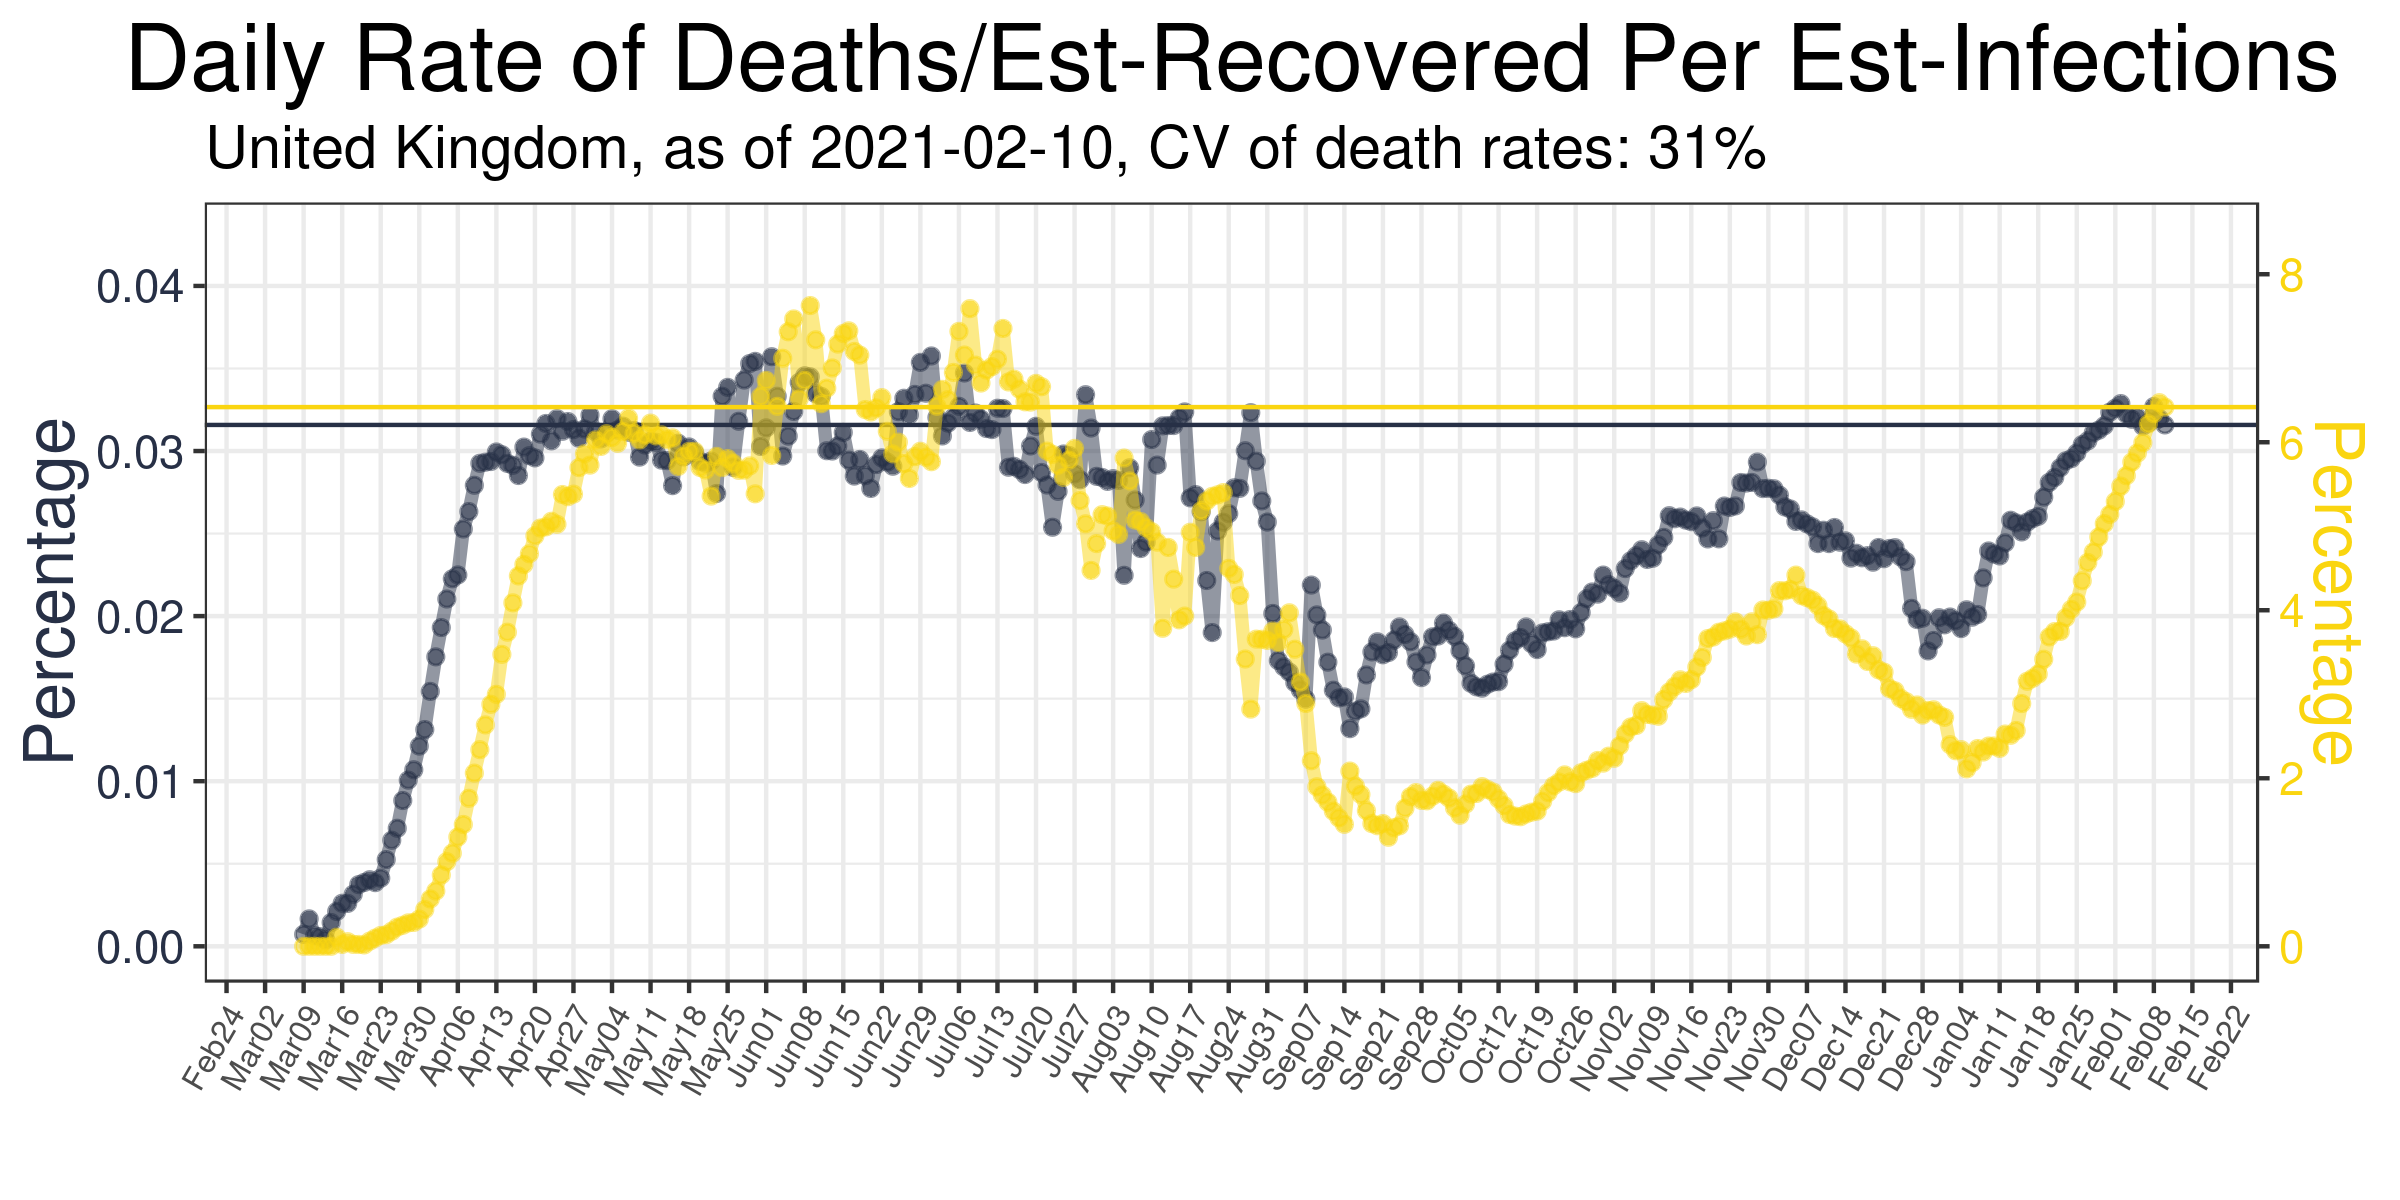 Daily Rate of Deaths/Est-Recovered Per Est-Infections
United Kingdom, as of 2021-02-10, CV of death rates: 31%
Percentage
0.04
0.03
0.02
0.01
0.00
8
6
4
2
0
Percentage
Feb24
Mar02
Mar09
Mar16
Mar23
Mar30
Apr06
Apr13
Apr20
Apr27
May04
May11
May18
May25
Jun01
Jun08
Jun15
Jun22
Jun29
Jul06
Jul13
Jul20
Jul27
Aug03
Aug10
Aug17
Aug24
Aug31
Sep07
Sep14
Sep21
Sep28
Oct05
Oct12
Oct19
Oct26
Nov02
Nov09
Nov16
Nov23
Nov30
Dec07
Dec14
Dec21
Dec28
Jan04
Jan11
Jan18
Jan25
Feb01
Feb08
Feb15
Feb22